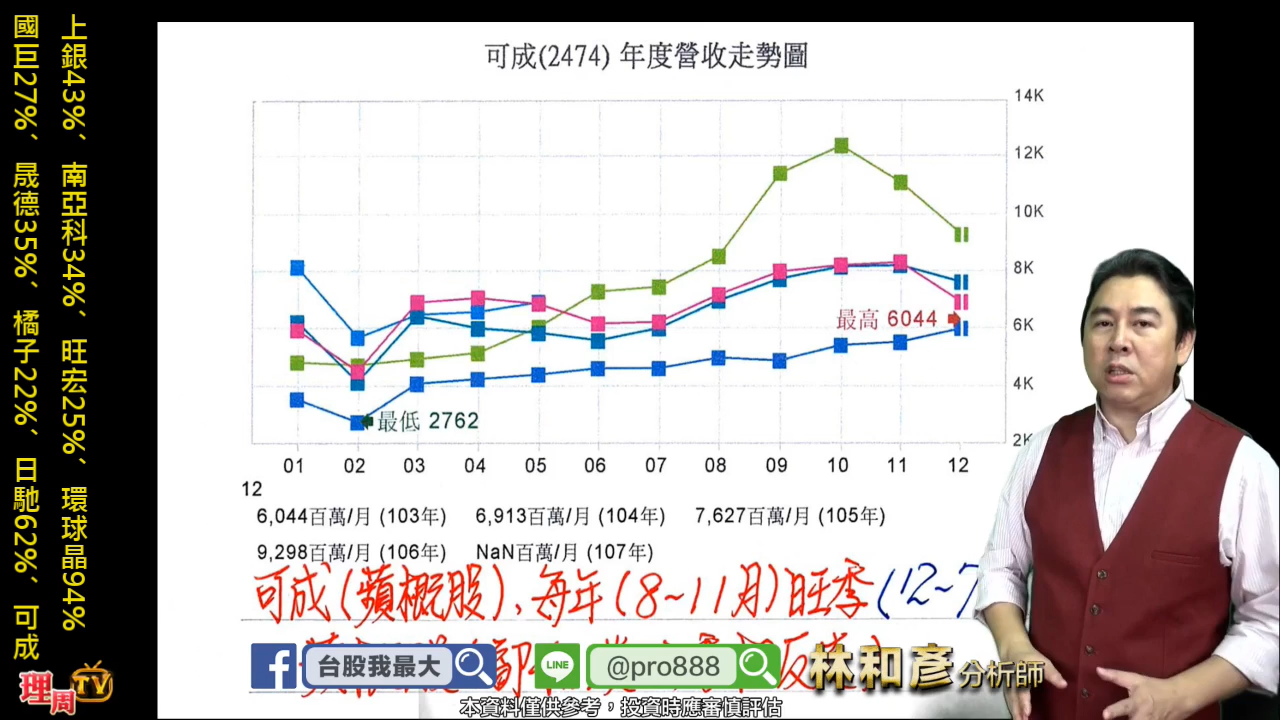 上銀43%、南亞科34%、旺宏25%、環球晶94%
國巨27%、晟德35%、橘子22%、日馳62%、可成
可成(2474) 年度營收走勢圖
14K
12K
10K
8K
6K
4K
2K
最高 6044
最低 2762
01 02 03 04 05 06 07 08 09 10 11 12
12
6,044百萬/月 (103年) 6,913百萬/月 (104年) 7,627百萬/月 (105年)
9,298百萬/月 (106年) NaN百萬/月 (107年)
可成(蘋概股)、每年(8~11月)旺季(12~7
台股我最大
LINE
@pro888
林和彥分析師
理周TV
本資料僅供參考，投資時應審慎評估